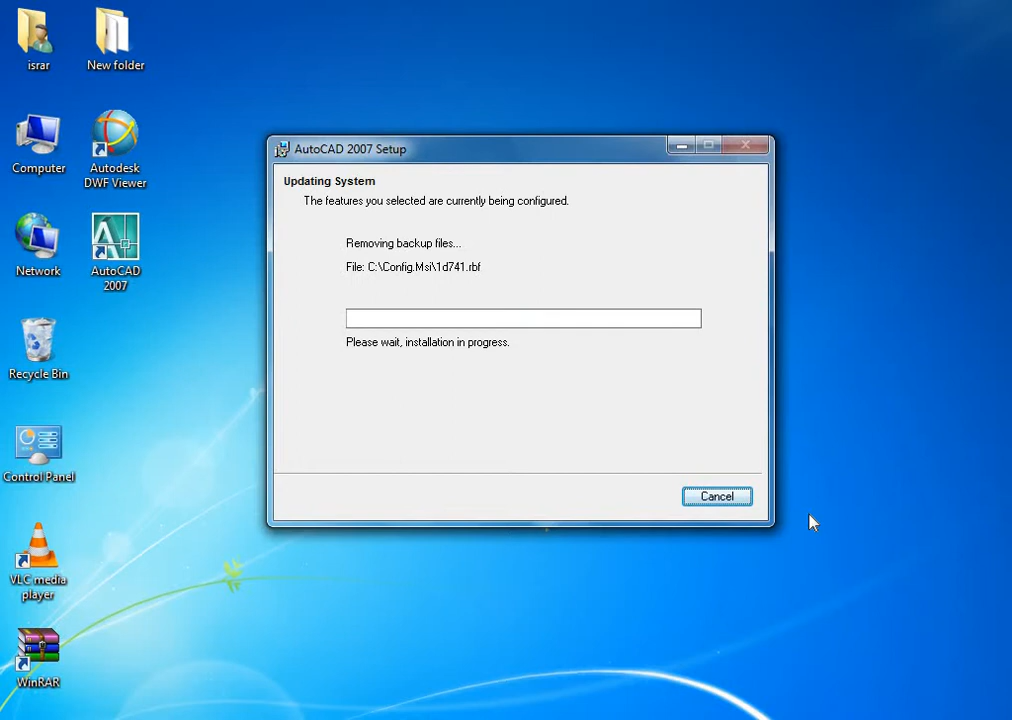 israr
New folder
Computer
Autodesk
DWF Viewer
Network
AutoCAD
2007
Recycle Bin
Control Panel
VLC media
player
WinRAR
AutoCAD 2007 Setup
Updating System
The features you selected are currently being configured.
Removing backup files...
File: C:\Config.Msi\1d741.rbf
Please wait, installation in progress.
Cancel